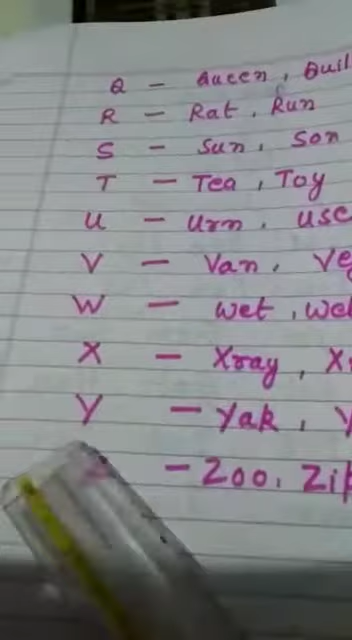 Q - Queen, Quil
R - Rat, Run
S - Sun, Son
T - Tea, Toy
U - Urn, use
V - Van, Ve
W - Wet, We
X - Xray, X
Y - Yak, Y
- Zoo, Zip